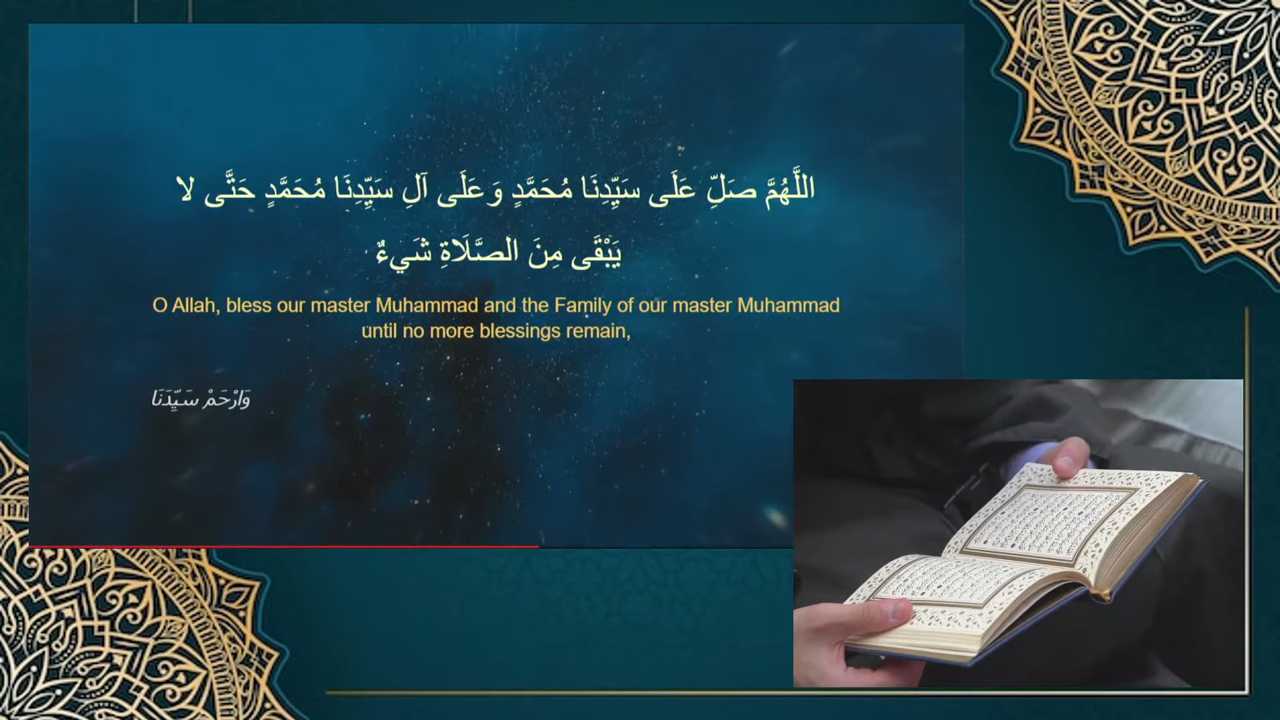 اللَّهُمَّ صَلِّ عَلَى سَيِّدِنَا مُحَمَّدٍ وَعَلَى آلِ سَيِّدِنَا مُحَمَّدٍ حَتَّى لا
يَبْقَى مِنَ الصَّلَاةِ شَيءٌ
O Allah, bless our master Muhammad and the Family of our master Muhammad
until no more blessings remain,
وَارْحَمْ سَيِّدَنَا